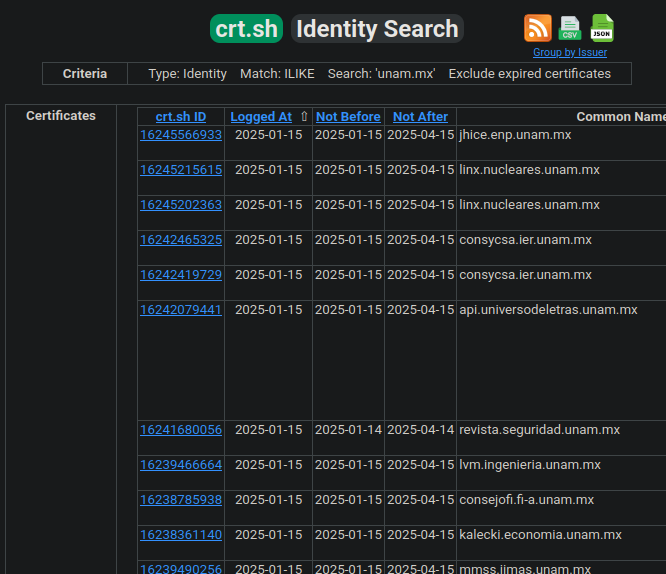 crt.sh Identity Search
CSV
JSON
Group by Issuer
Criteria Type: Identity Match: ILIKE Search: 'unam.mx' Exclude expired certificates
Certificates
crt.sh ID Logged At ⇧ Not Before Not After Common Name
16245566933 2025-01-15 2025-01-15 2025-04-15 jhice.enp.unam.mx
16245215615 2025-01-15 2025-01-15 2025-04-15 linx.nucleares.unam.mx
16245202363 2025-01-15 2025-01-15 2025-04-15 linx.nucleares.unam.mx
16242465325 2025-01-15 2025-01-15 2025-04-15 consycsa.ier.unam.mx
16242419729 2025-01-15 2025-01-15 2025-04-15 consycsa.ier.unam.mx
16242079441 2025-01-15 2025-01-15 2025-04-15 api.universodeletras.unam.mx
16241680056 2025-01-15 2025-01-14 2025-04-14 revista.seguridad.unam.mx
16239466664 2025-01-15 2025-01-15 2025-04-15 lvm.ingenieria.unam.mx
16238785938 2025-01-15 2025-01-15 2025-04-15 consejofi.fi-a.unam.mx
16238361140 2025-01-15 2025-01-15 2025-04-15 kalecki.economia.unam.mx
16239490256 2025-01-15 2025-01-15 2025-04-15 mmss.iimas.unam.mx